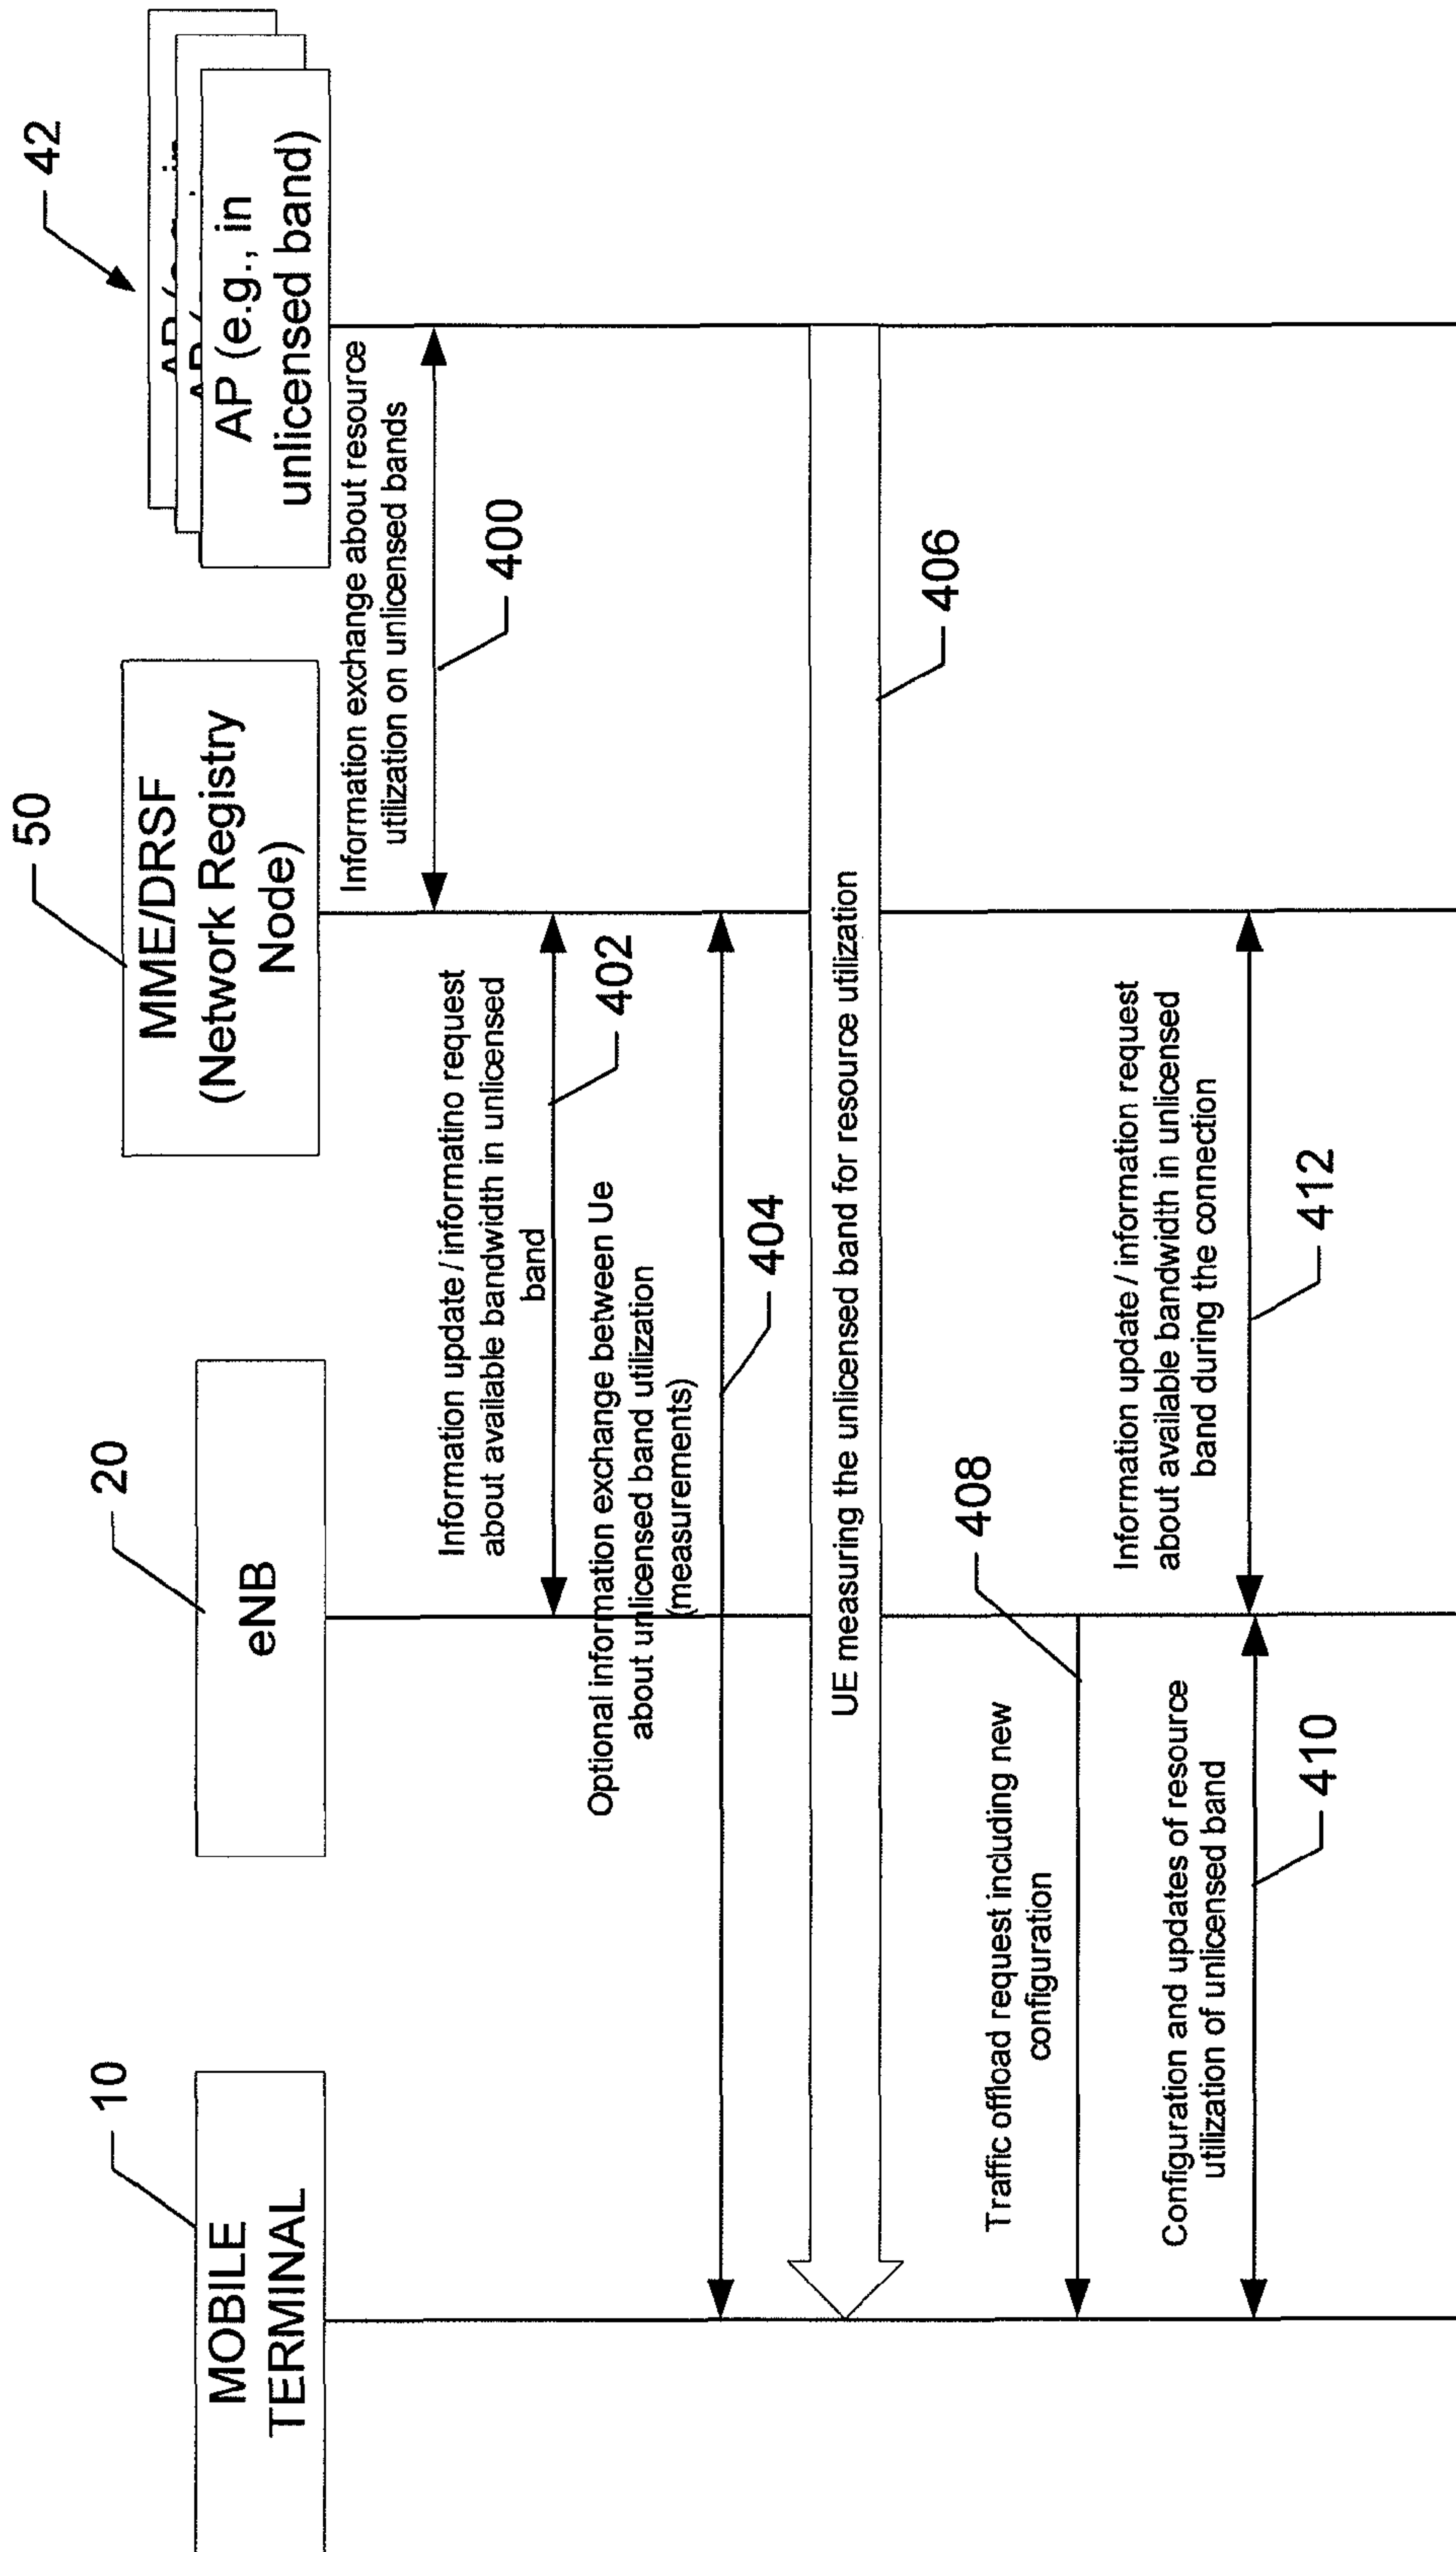 10
MOBILE
TERMINAL
20
eNB
50
MME/DRSF
(Network Registry
Node)
42
AP (e.g., in
unlicensed band)
Information exchange about resource
utilization on unlicensed bands
400
Information update / informatino request
about available bandwidth in unlicensed
band
402
Optional information exchange between Ue
about unlicensed band utilization
(measurements)
404
UE measuring the unlicensed band for resource utilization
406
Traffic offload request including new
configuration
408
Configuration and updates of resource
utilization of unlicensed band
410
Information update / information request
about available bandwidth in unlicensed
band during the connection
412